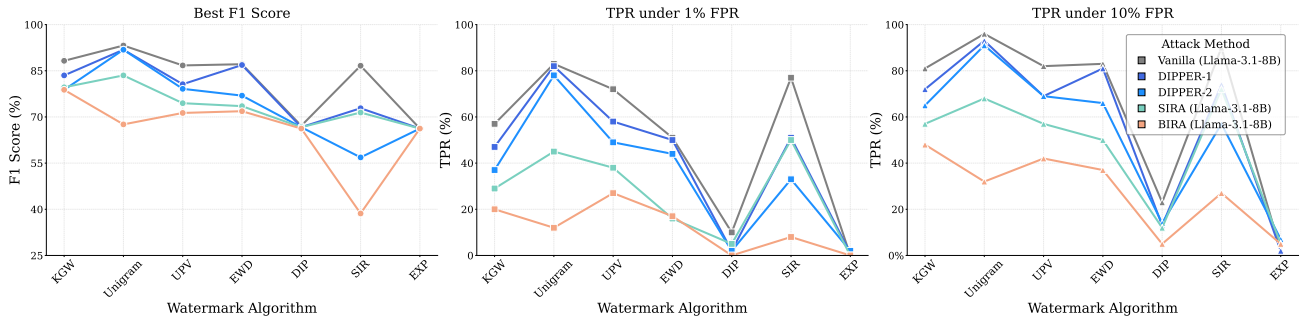 Best F1 Score
100
85
70
55
40
25
F1 Score (%)
KGW
Unigram
UPV
EWD
DIP
SIR
EXP
Watermark Algorithm
TPR under 1% FPR
100
80
60
40
20
0
TPR (%)
KGW
Unigram
UPV
EWD
DIP
SIR
EXP
Watermark Algorithm
TPR under 10% FPR
100
80
60
40
20
0%
TPR (%)
Attack Method
Vanilla (Llama-3.1-8B)
DIPPER-1
DIPPER-2
SIRA (Llama-3.1-8B)
BIRA (Llama-3.1-8B)
KGW
Unigram
UPV
EWD
DIP
SIR
EXP
Watermark Algorithm